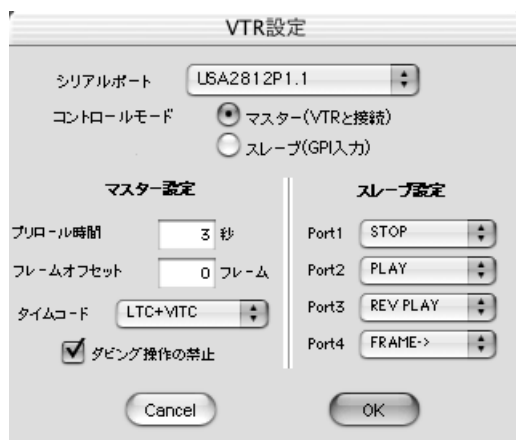 VTR設定
シリアルポート USA2812P1.1
コントロールモード マスター(VTRと接続)
スレーブ(GPI入力)
マスター設定
プリロール時間 3 秒
フレームオフセット 0 フレーム
タイムコード LTC+VITC
ダビング操作の禁止
スレーブ設定
Port1 STOP
Port2 PLAY
Port3 REV PLAY
Port4 FRAME->
Cancel
OK